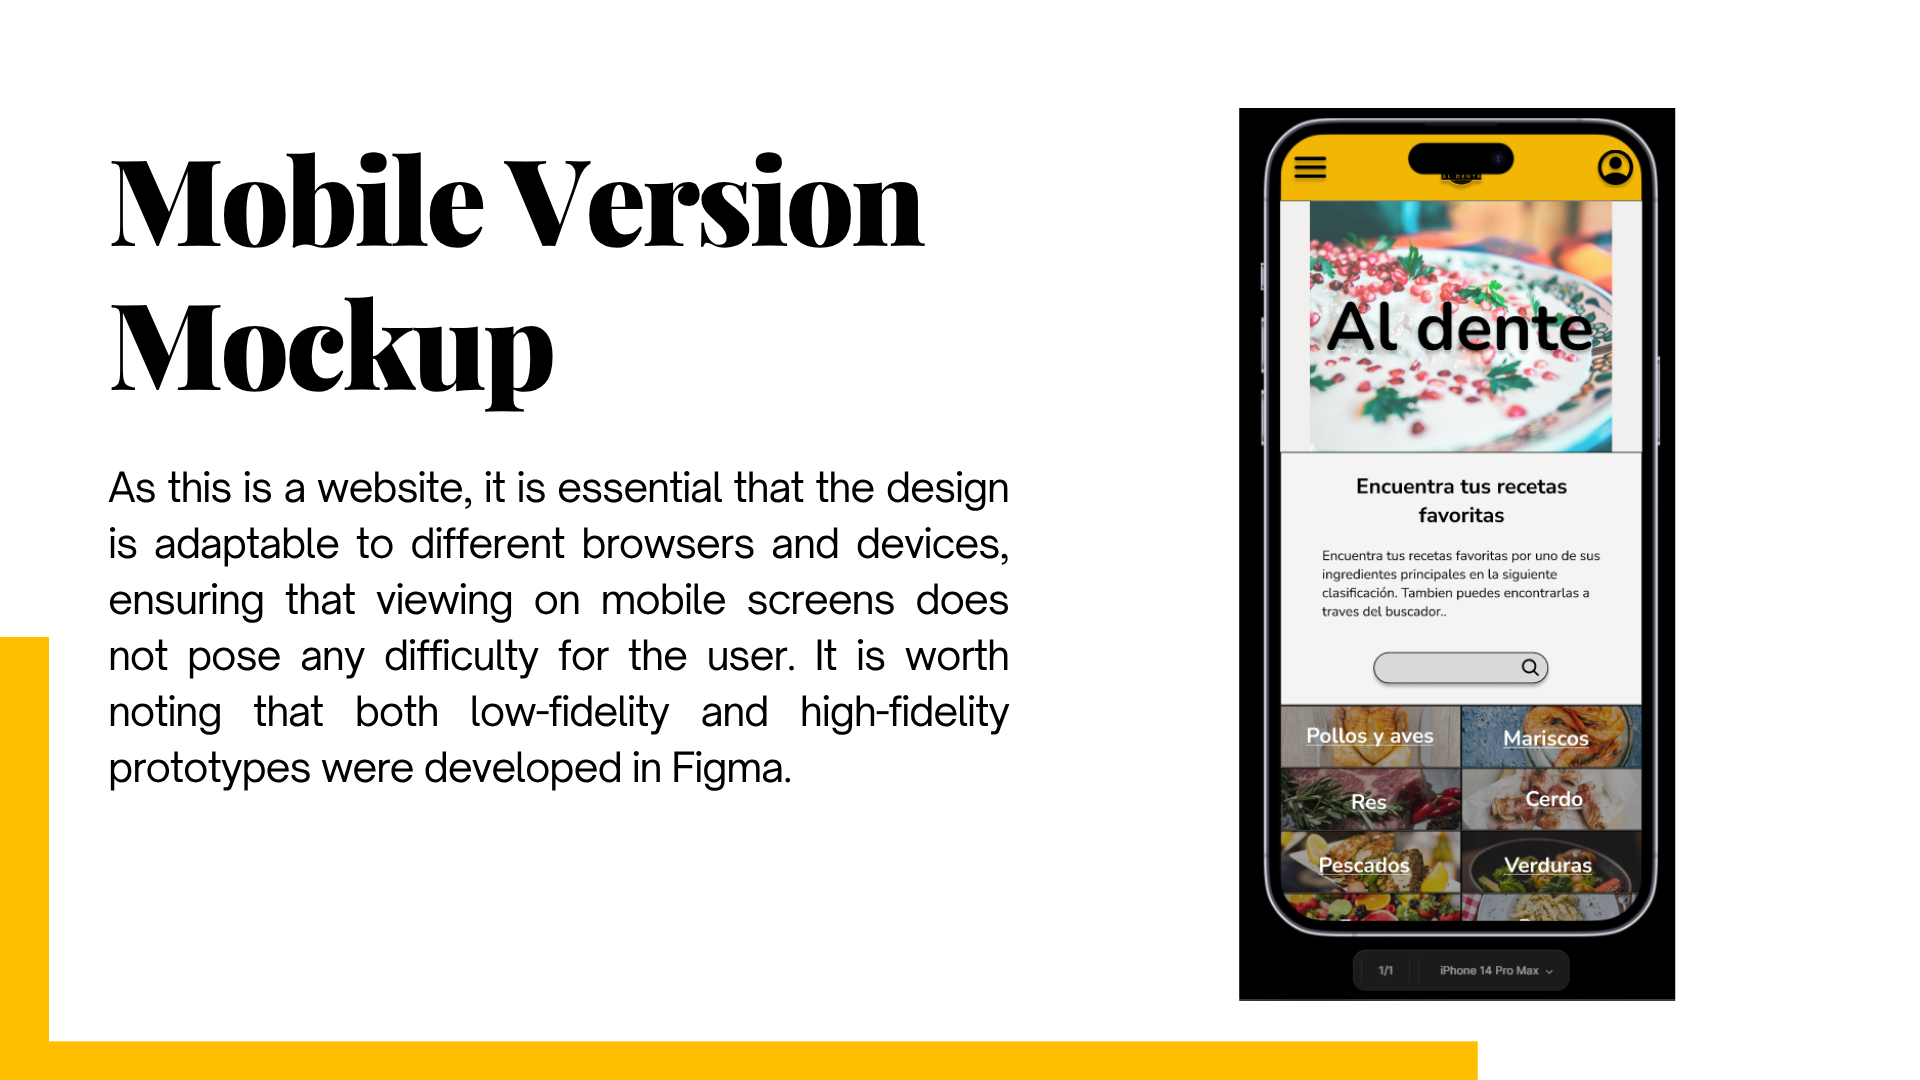 Mobile Version
Mockup
As this is a website, it is essential that the design
is adaptable to different browsers and devices,
ensuring that viewing on mobile screens does
not pose any difficulty for the user. It is worth
noting that both low-fidelity and high-fidelity
prototypes were developed in Figma.
AL DENTE
Al dente
Encuentra tus recetas
favoritas
Encuentra tus recetas favoritas por uno de sus
ingredientes principales en la siguiente
clasificación. Tambien puedes encontrarlas a
traves del buscador..
Pollos y aves
Mariscos
Res
Cerdo
Pescados
Verduras
1/1
iPhone 14 Pro Max